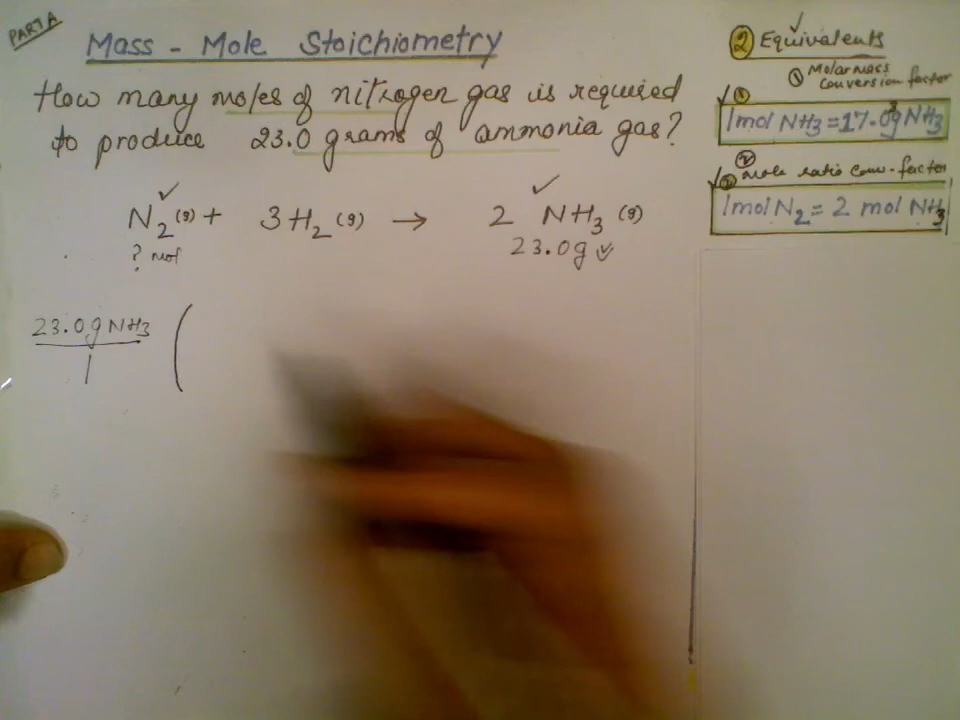 PART A
Mass - Mole Stoichiometry
How many moles of nitrogen gas is required
to produce 23.0 grams of ammonia gas?
N2(g) + 3H2(g) → 2 NH3(g)
? mol
23.0g
23.0g NH3
1
(
2 Equivalents
1 Molar mass
conversion factor
1
1mol NH3 = 17.03g NH3
2 mole ratio conv. factor
1mol N2 = 2 mol NH3